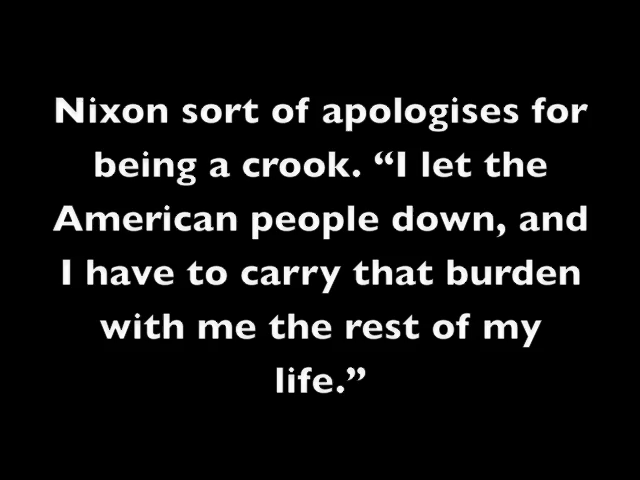 Nixon sort of apologises for
being a crook. “I let the
American people down, and
I have to carry that burden
with me the rest of my
life.”